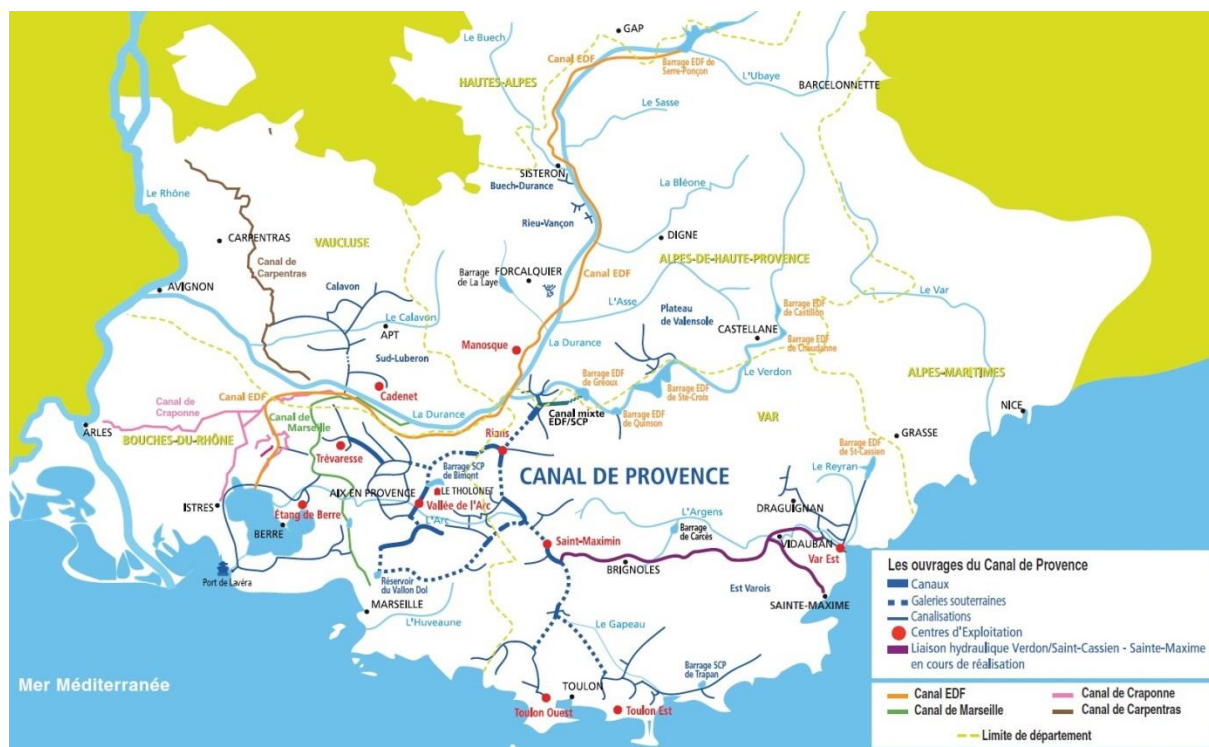 GAP
Le Buech
Canal EDF
Barrage EDF de
Serre-Ponçon
HAUTES-ALPES
L'Ubaye
BARCELONNETTE
Le Sasse
SISTERON
Buech-Durance
La Bléone
Le Rhône
Rieu-Vançon
CARPENTRAS
VAUCLUSE
DIGNE
Canal de
Carpentras
ALPES-DE-HAUTE-PROVENCE
Barrage
de La Laye
FORCALQUIER
Canal EDF
AVIGNON
Calavon
L'Asse
Le Var
Plateau
de Valensole
Barrage EDF
de Castillon
Le Calavon
APT
CASTELLANE
Manosque
La Durance
Barrage EDF
de Chaudanne
Sud-Luberon
Le Verdon
ALPES-MARITIMES
Cadenet
Barrage EDF
de Gréoux
Barrage EDF
de Ste-Croix
Canal de
Craponne
Canal EDF
La Durance
Canal mixte
EDF/SCP
Barrage EDF
de Quinson
VAR
NICE
Canal de
Marseille
ARLES
BOUCHES-DU-RHÔNE
Rians
GRASSE
Trévaresse
Barrage SCP
de Bimont
CANAL DE PROVENCE
Barrage EDF
de St-Cassien
Le Reyran
AIX EN PROVENCE
LE THOLONET
Vallée de l'Arc
DRAGUIGNAN
ISTRES
Étang de Berre
L'Arc
L'Argens
BERRE
Saint-Maximin
Barrage
de Carcès
VIDAUBAN
Var Est
Port de Lavéra
Réservoir
du Vallon Dol
BRIGNOLES
Est Varois
SAINTE-MAXIME
MARSEILLE
L'Huveaune
Le Gapeau
Barrage SCP
de Trapan
Mer Méditerranée
TOULON
Toulon Ouest
Toulon Est
Les ouvrages du Canal de Provence
Canaux
Galeries souterraines
Canalisations
Centres d'Exploitation
Liaison hydraulique Verdon/Saint-Cassien - Sainte-Maxime
en cours de réalisation
Canal EDF
Canal de Craponne
Canal de Marseille
Canal de Carpentras
Limite de département